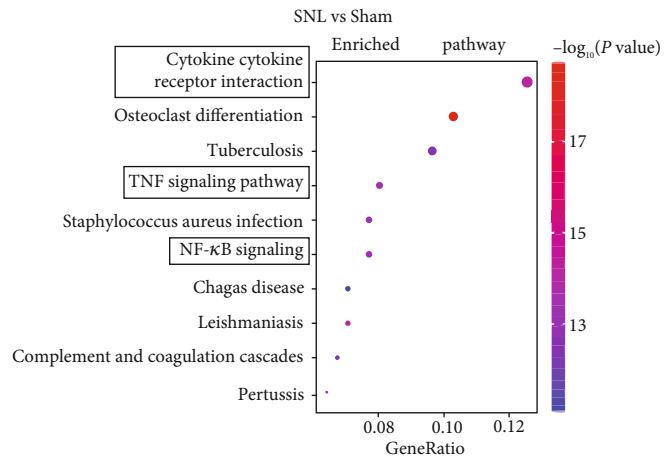 SNL vs Sham
Enriched pathway
–log₁₀(P value)
Cytokine cytokine
receptor interaction
Osteoclast differentiation
Tuberculosis
TNF signaling pathway
Staphylococcus aureus infection
NF-κB signaling
Chagas disease
Leishmaniasis
Complement and coagulation cascades
Pertussis
17
15
13
0.08 0.10 0.12
GeneRatio